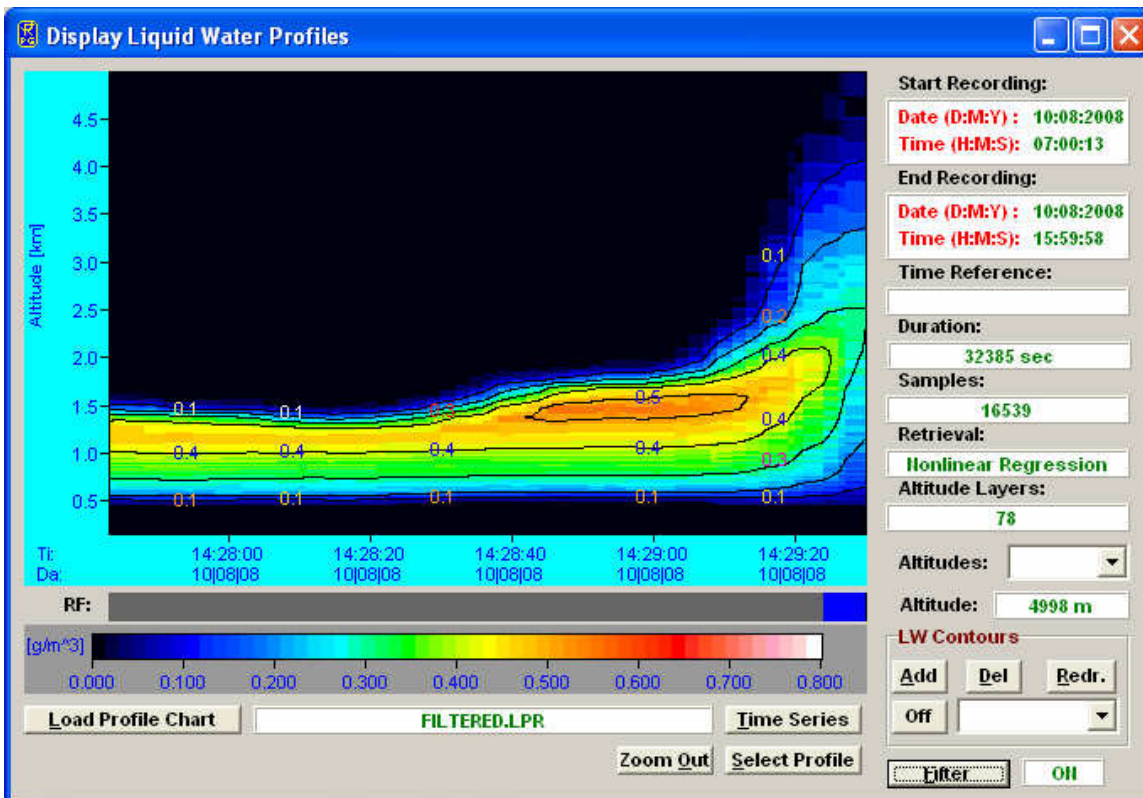 Display Liquid Water Profiles
Altitude [km]
4.5
4.0
3.5
3.0
2.5
2.0
1.5
1.0
0.5
0.1
0.2
0.4
0.5
0.1 0.1
0.4
0.4 0.4 0.4 0.4
0.3
0.1 0.1 0.1 0.1 0.1
Ti: 14:28:00 14:28:20 14:28:40 14:29:00 14:29:20
Da: 10|08|08 10|08|08 10|08|08 10|08|08 10|08|08
RF:
[g/m^3]
0.000 0.100 0.200 0.300 0.400 0.500 0.600 0.700 0.800
Load Profile Chart FILTERED.LPR Time Series
Zoom Out Select Profile
Start Recording:
Date (D:M:Y) : 10:08:2008
Time (H:M:S): 07:00:13
End Recording:
Date (D:M:Y) : 10:08:2008
Time (H:M:S): 15:59:58
Time Reference:
Duration:
32385 sec
Samples:
16539
Retrieval:
Nonlinear Regression
Altitude Layers:
78
Altitudes:
Altitude: 4998 m
LW Contours
Add Del Redr.
Off
Filter ON